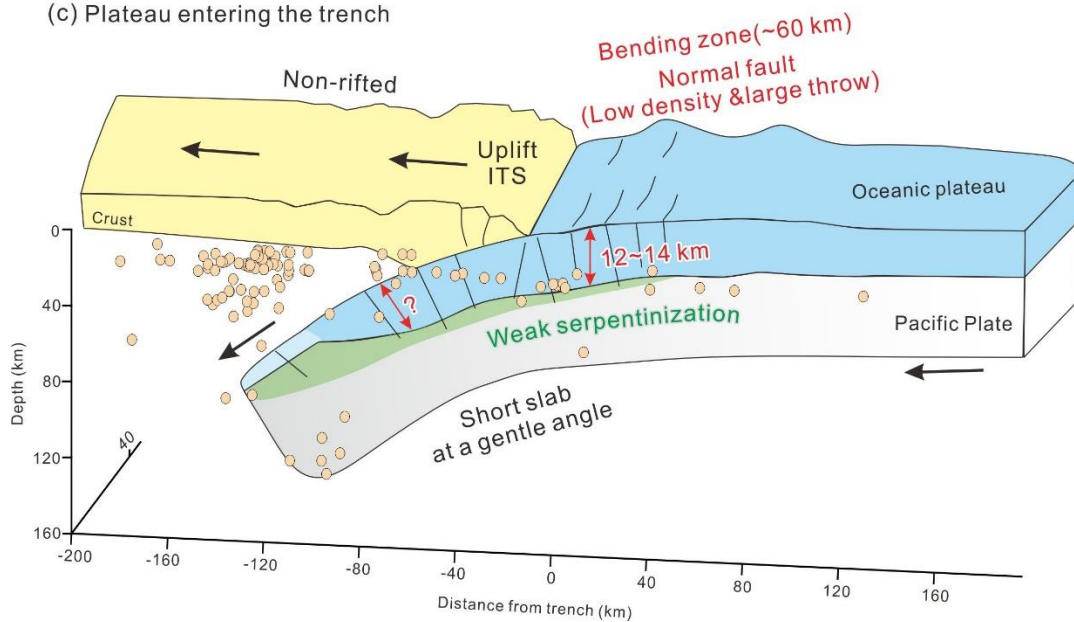 (c) Plateau entering the trench
Bending zone(~60 km)
Normal fault
(Low density &large throw)
Non-rifted
Uplift
ITS
Oceanic plateau
Crust
12~14 km
?
Weak serpentinization
Pacific Plate
Short slab
at a gentle angle
Depth (km)
0
40
80
120
160
40
-200
-160
-120
-80
-40
0
40
80
120
160
Distance from trench (km)